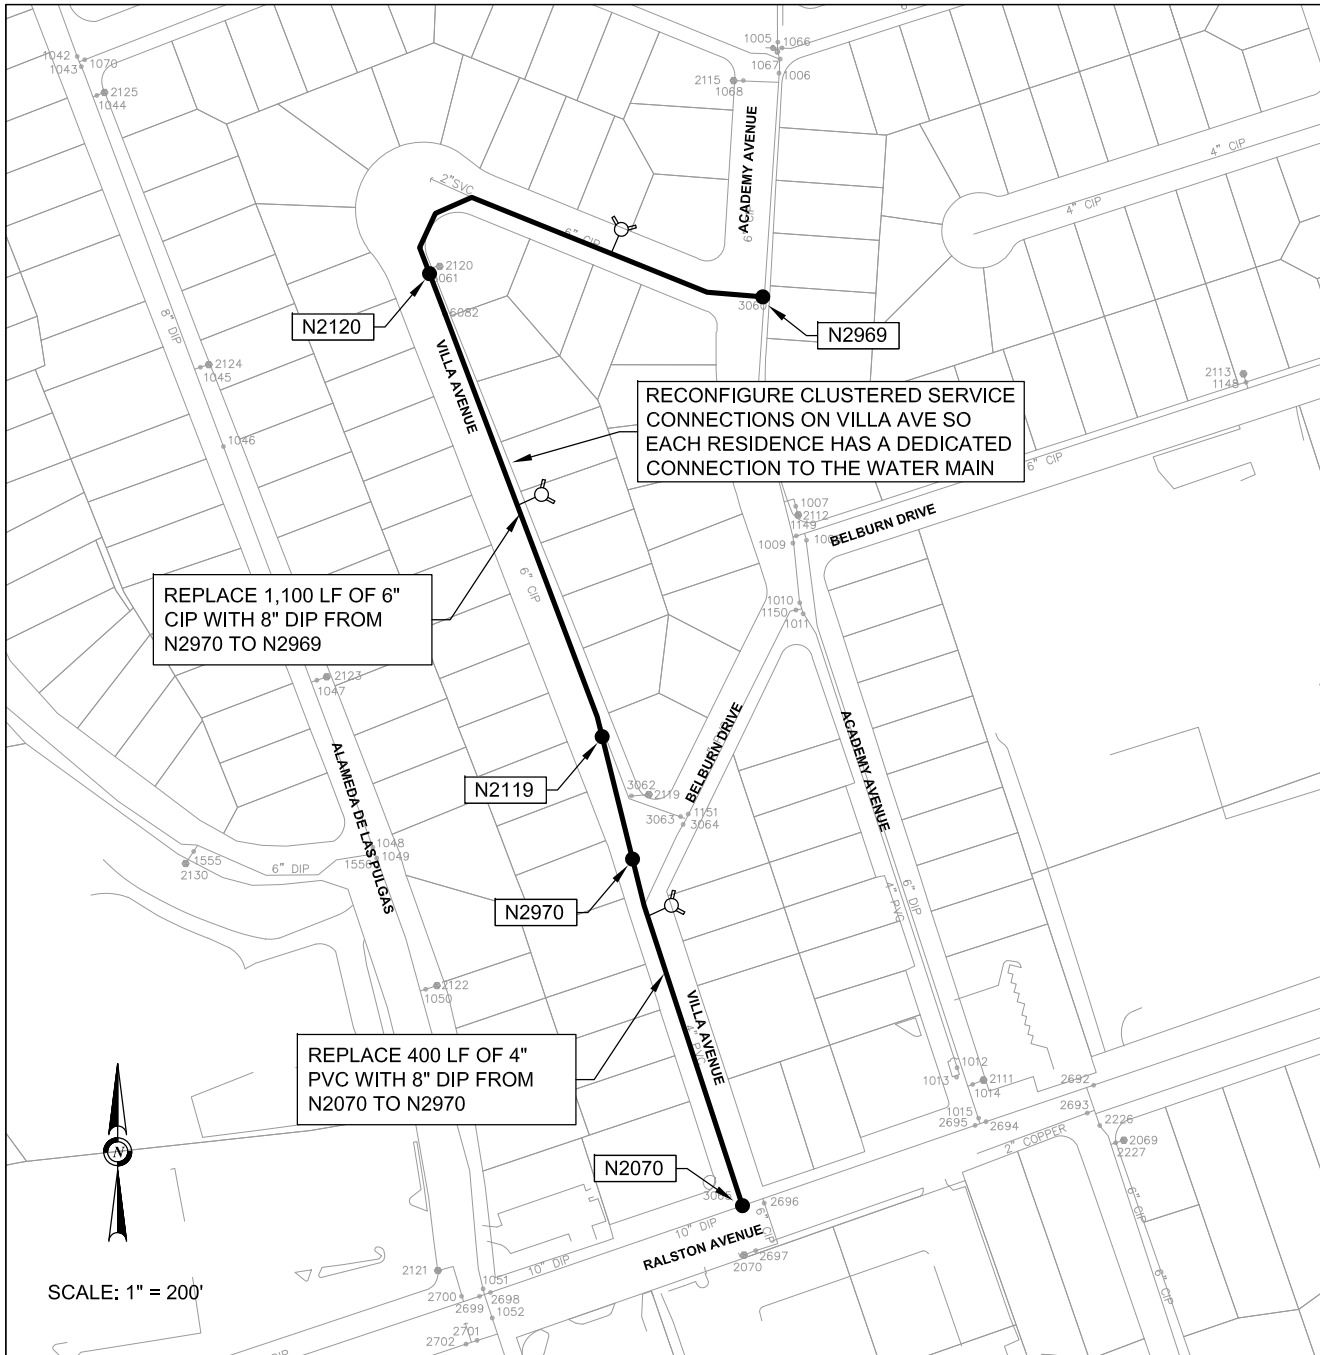 1042
1043
1070
2125
1044
1005
1066
1067
1006
2115
1068
ACADEMY AVENUE
4" CIP
4" CIP
2"SVC
6" CIP
2120
6082
N2120
N2969
VILLA AVENUE
8" DIP
2124
1045
1046
2113
1148
RECONFIGURE CLUSTERED SERVICE
CONNECTIONS ON VILLA AVE SO
EACH RESIDENCE HAS A DEDICATED
CONNECTION TO THE WATER MAIN
6" CIP
1007
2112
1149
1009
BELBURN DRIVE
6" CIP
REPLACE 1,100 LF OF 6"
CIP WITH 8" DIP FROM
N2970 TO N2969
1010
1150
1011
2123
1047
ALAMEDA DE LAS PULGAS
BELBURN DRIVE
ACADEMY AVENUE
N2119
3062
2119
3063
1151
3064
1048
1049
1555
2130
6" DIP
N2970
4" PVC
6" DIP
2122
1050
VILLA AVENUE
REPLACE 400 LF OF 4"
PVC WITH 8" DIP FROM
N2070 TO N2970
1012
1013
2111
1014
2692
1015
2695
2694
2693
2226
2" COPPER
2069
2227
N
N2070
2696
10" DIP
6" CIP
RALSTON AVENUE
2697
2070
6" CIP
6" CIP
SCALE: 1" = 200'
2121
10" DIP
1051
2700
2698
2699
1052
2701
2702